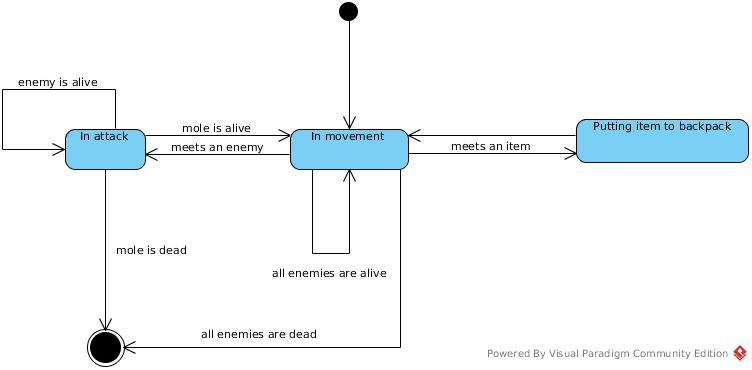 enemy is alive
In attack
mole is alive
meets an enemy
In movement
meets an item
Putting item to backpack
mole is dead
all enemies are alive
all enemies are dead
Powered By Visual Paradigm Community Edition